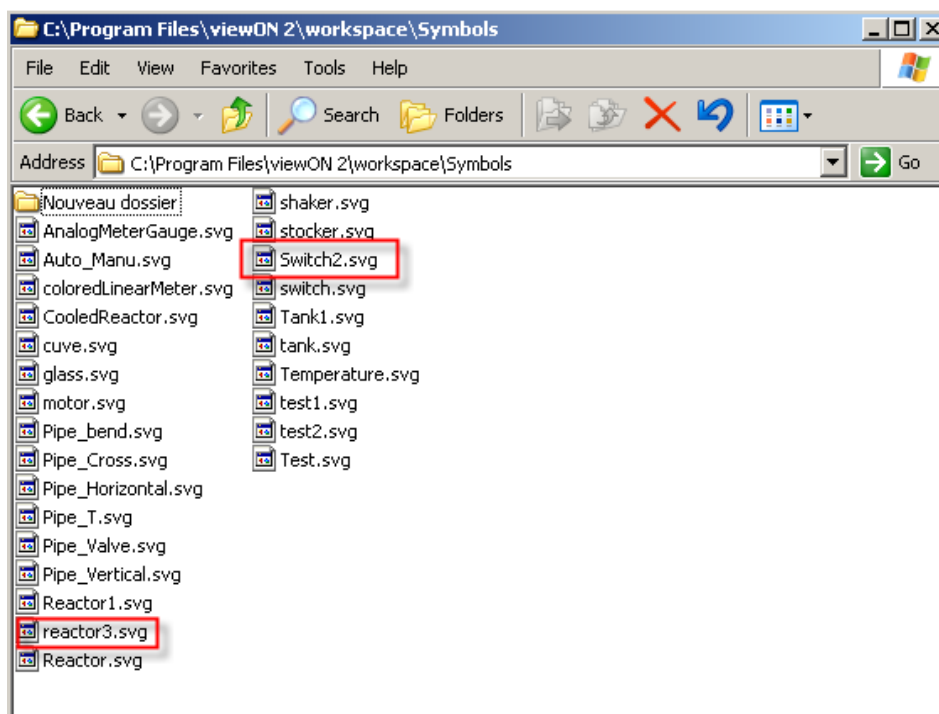 C:\Program Files\viewON 2\workspace\Symbols
File Edit View Favorites Tools Help
Back Search Folders
Address C:\Program Files\viewON 2\workspace\Symbols Go
Nouveau dossier
AnalogMeterGauge.svg
Auto_Manu.svg
coloredLinearMeter.svg
CooledReactor.svg
cuve.svg
glass.svg
motor.svg
Pipe_bend.svg
Pipe_Cross.svg
Pipe_Horizontal.svg
Pipe_T.svg
Pipe_Valve.svg
Pipe_Vertical.svg
Reactor1.svg
reactor3.svg
Reactor.svg
shaker.svg
stocker.svg
Switch2.svg
switch.svg
Tank1.svg
tank.svg
Temperature.svg
test1.svg
test2.svg
Test.svg